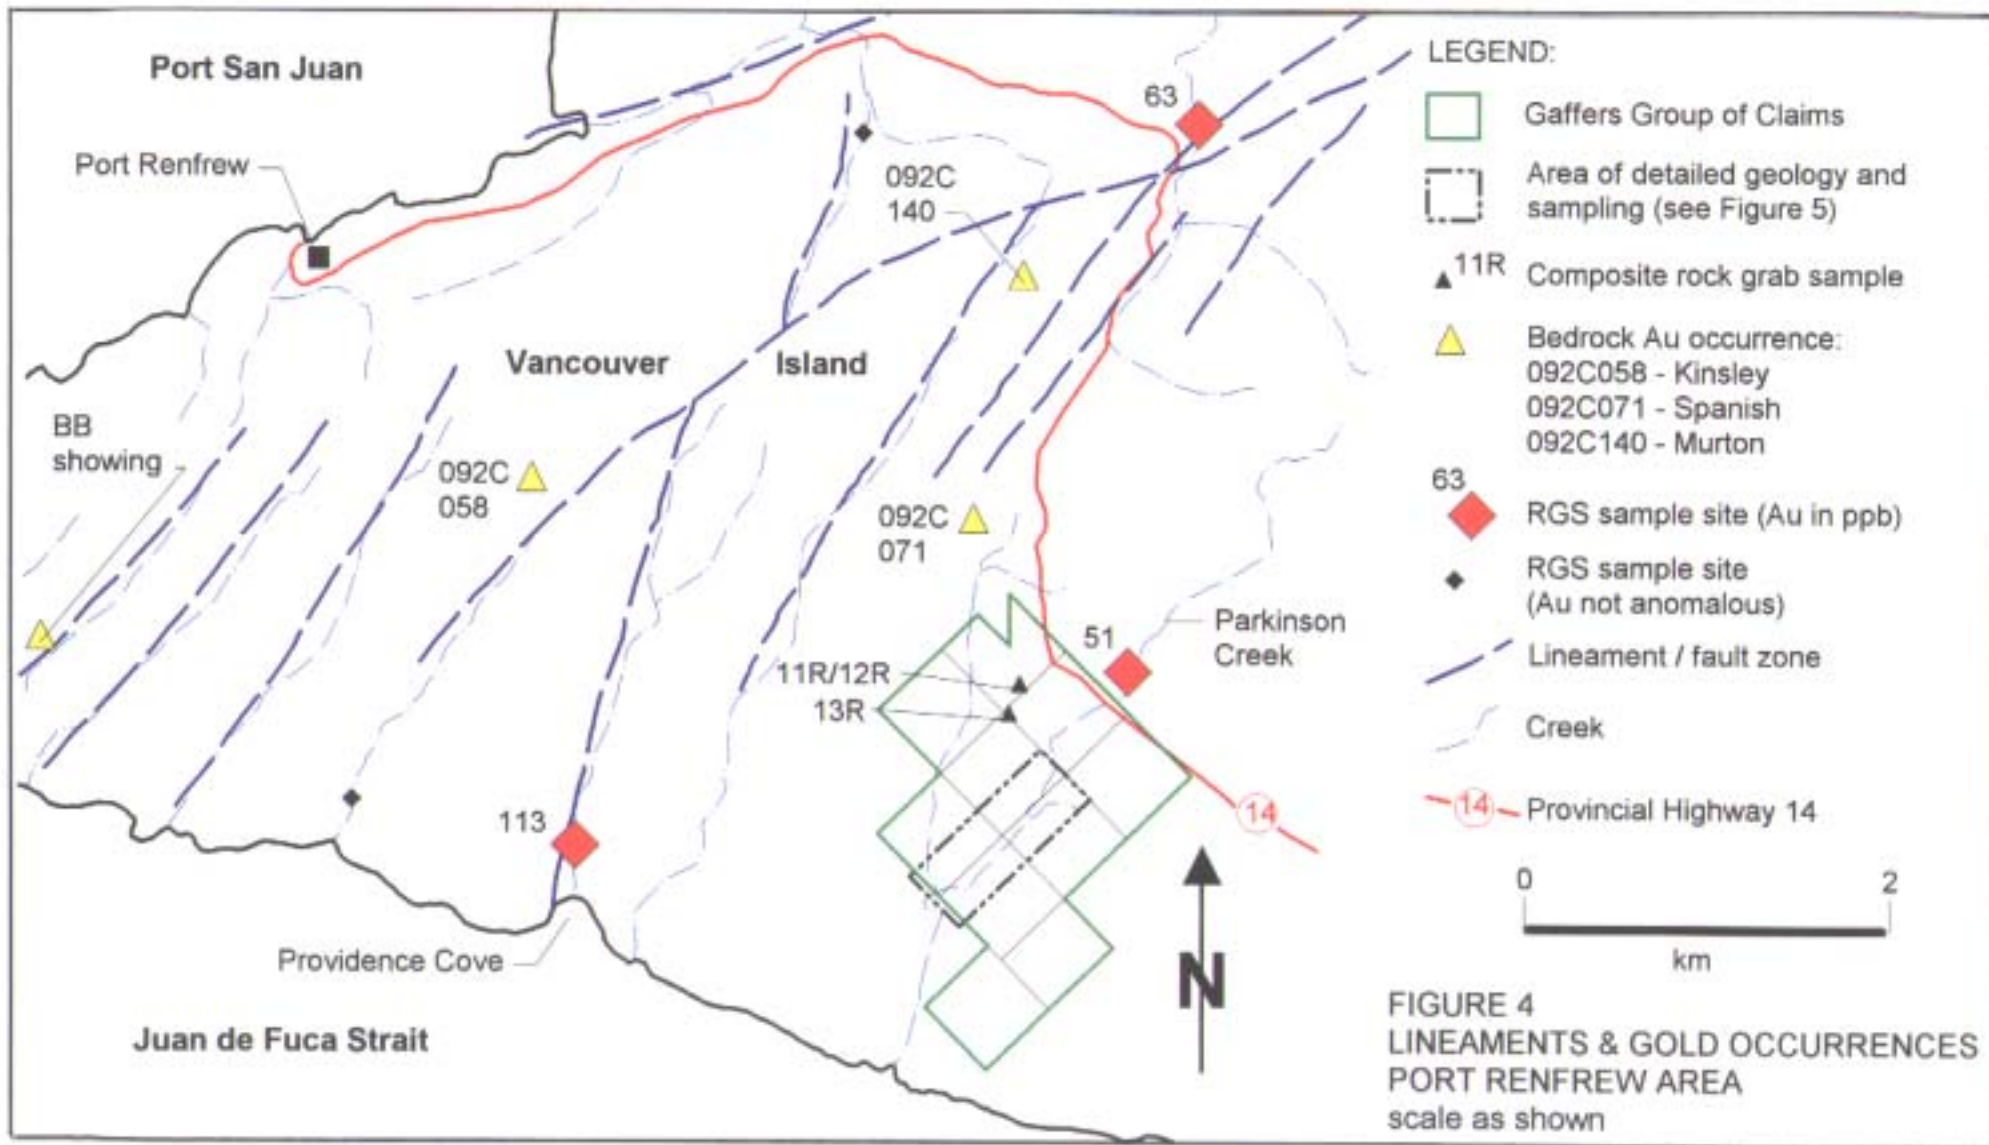 Port San Juan
Port Renfrew
63
092C
140
Vancouver Island
BB
showing
092C
058
092C
071
51
Parkinson
Creek
11R/12R
13R
113
14
Providence Cove
N
Juan de Fuca Strait
LEGEND:
Gaffers Group of Claims
Area of detailed geology and
sampling (see Figure 5)
11R Composite rock grab sample
Bedrock Au occurrence:
092C058 - Kinsley
092C071 - Spanish
092C140 - Murton
63
RGS sample site (Au in ppb)
RGS sample site
(Au not anomalous)
Lineament / fault zone
Creek
14 Provincial Highway 14
0 2
km
FIGURE 4
LINEAMENTS & GOLD OCCURRENCES
PORT RENFREW AREA
scale as shown